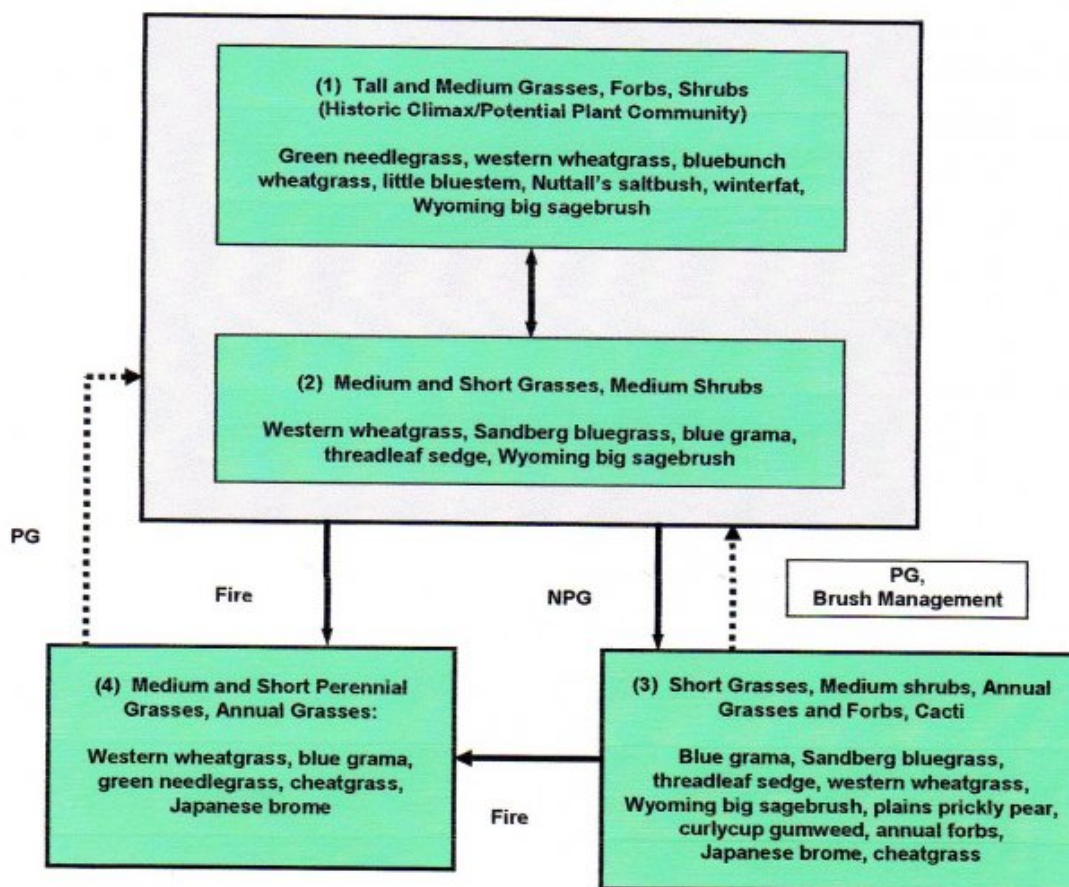 (1) Tall and Medium Grasses, Forbs, Shrubs
(Historic Climax/Potential Plant Community)
Green needlegrass, western wheatgrass, bluebunch
wheatgrass, little bluestem, Nuttall's saltbush, winterfat,
Wyoming big sagebrush
(2) Medium and Short Grasses, Medium Shrubs
Western wheatgrass, Sandberg bluegrass, blue grama,
threadleaf sedge, Wyoming big sagebrush
PG
Fire
NPG
PG,
Brush Management
(4) Medium and Short Perennial
Grasses, Annual Grasses:
Western wheatgrass, blue grama,
green needlegrass, cheatgrass,
Japanese brome
Fire
(3) Short Grasses, Medium shrubs, Annual
Grasses and Forbs, Cacti
Blue grama, Sandberg bluegrass,
threadleaf sedge, western wheatgrass,
Wyoming big sagebrush, plains prickly pear,
curlycup gumweed, annual forbs,
Japanese brome, cheatgrass